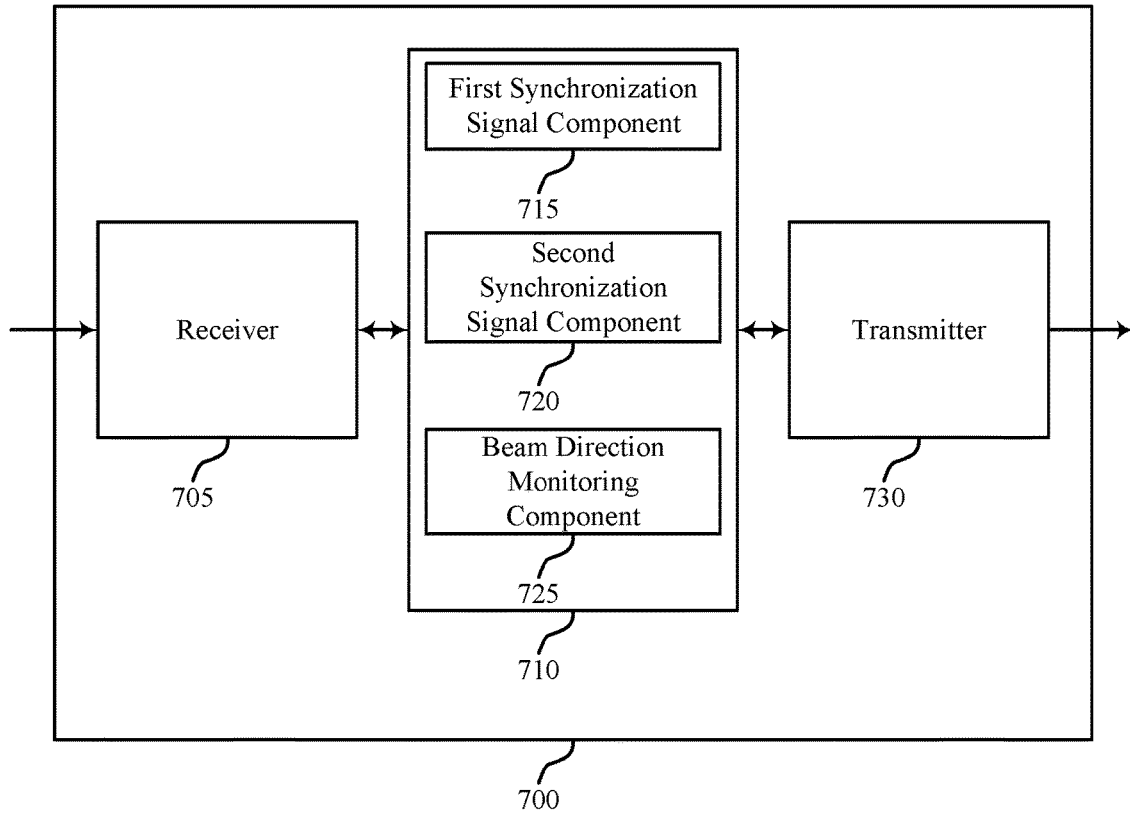 First Synchronization
Signal Component
715
Receiver
705
Second
Synchronization
Signal Component
720
Beam Direction
Monitoring
Component
725
710
Transmitter
730
700